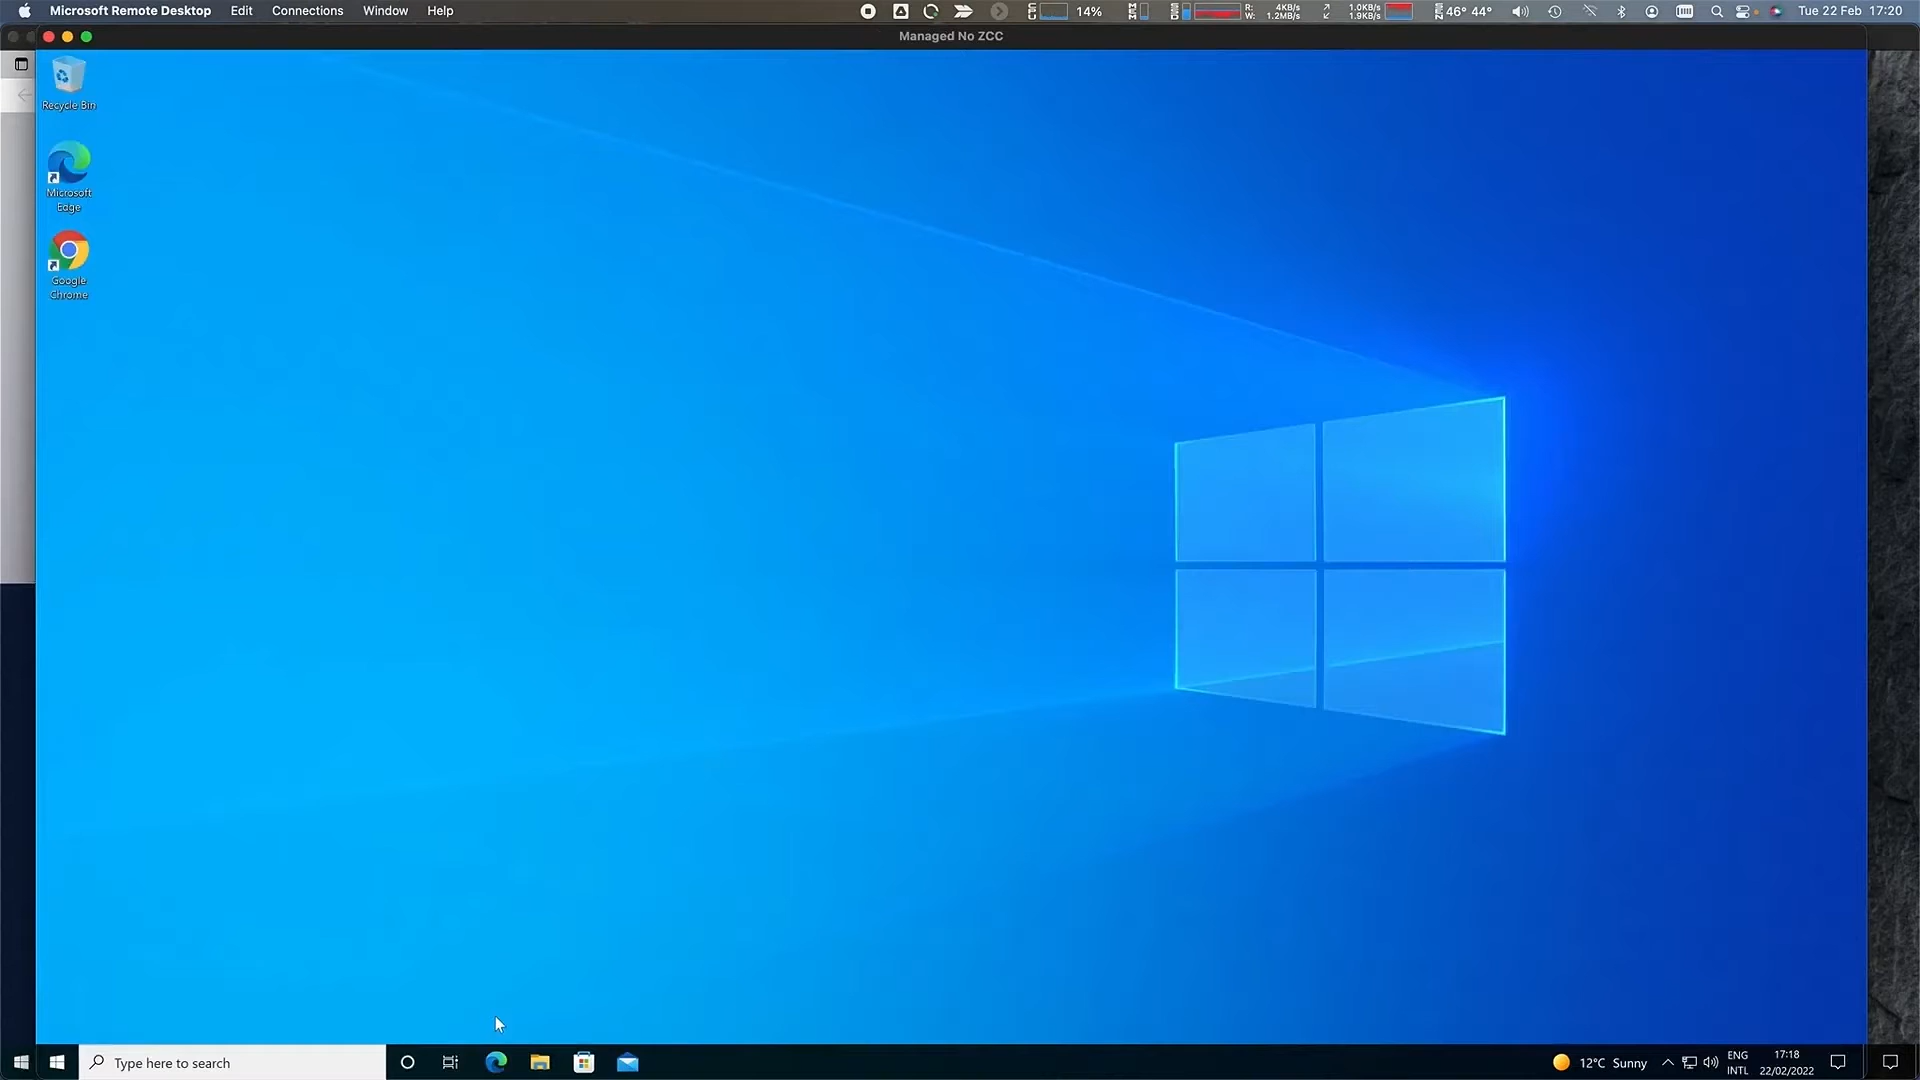 Microsoft Remote Desktop Edit Connections Window Help
14%
R: 4KB/s
W: 1.2MB/s
1.0KB/s
1.9KB/s
46° 44°
Tue 22 Feb 17:20
Managed No ZCC
Recycle Bin
Microsoft
Edge
Google
Chrome
Type here to search
12°C Sunny
ENG
INTL
17:18
22/02/2022